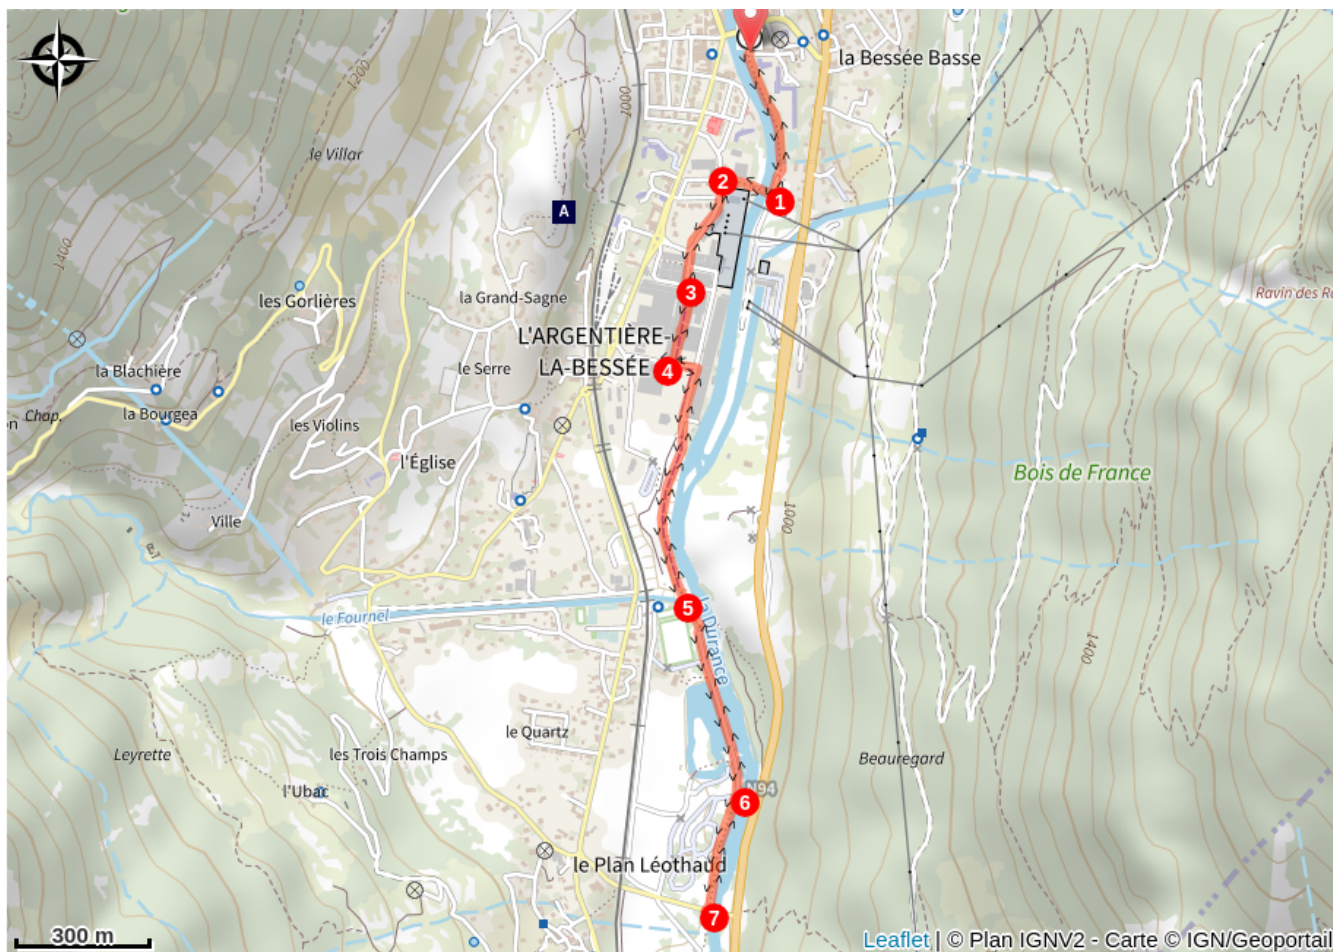 la Bessée Basse
1200
1000
le Villar
2
1
A
1400
les Gorlières
la Grand-Sagne
3
Ravin des Ro
L'ARGENTIÈRE-
LA-BESSÉE
4
la Blachière
le Serre
Chap.
la Bourgea
on
les Violins
l'Église
Bois de France
Ville
1000
le Fournel
5
la Durance
1400
le Quartz
Leyrette
les Trois Champs
Beauregard
l'Ubac
N94
6
le Plan Léothaud
7
300 m
Leaflet | © Plan IGNV2 - Carte © IGN/Geoportail